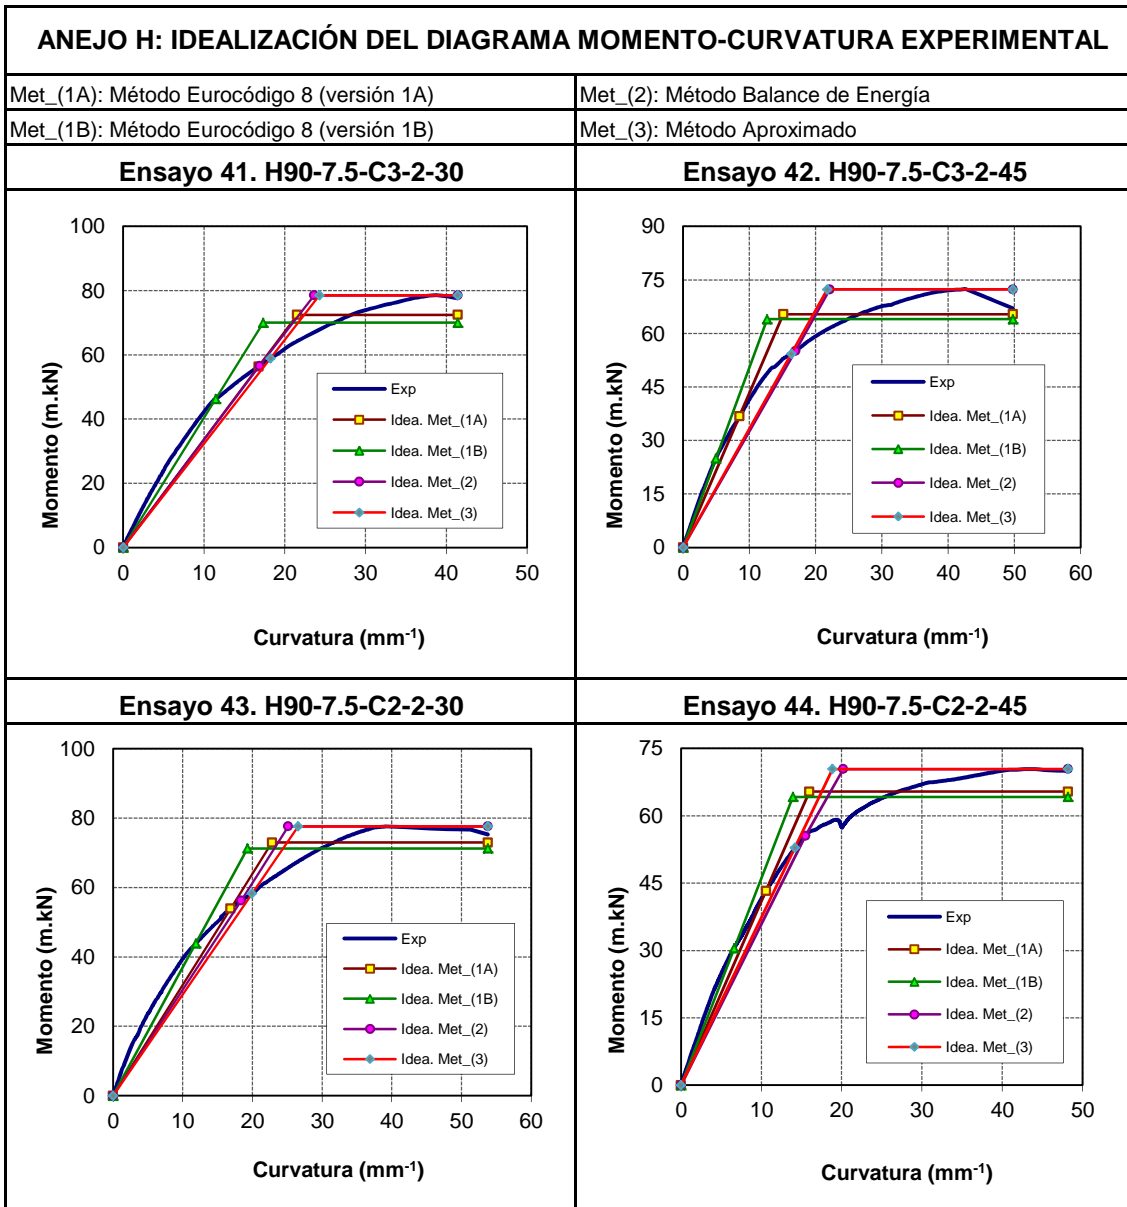 ANEJO H: IDEALIZACIÓN DEL DIAGRAMA MOMENTO-CURVATURA EXPERIMENTAL
Met_(1A): Método Eurocódigo 8 (versión 1A)
Met_(2): Método Balance de Energía
Met_(1B): Método Eurocódigo 8 (versión 1B)
Met_(3): Método Aproximado
Ensayo 41. H90-7.5-C3-2-30
Momento (m.kN)
100
80
60
40
20
0
0 10 20 30 40 50
Curvatura (mm-1)
Exp
Idea. Met_(1A)
Idea. Met_(1B)
Idea. Met_(2)
Idea. Met_(3)
Ensayo 42. H90-7.5-C3-2-45
Momento (m.kN)
90
75
60
45
30
15
0
0 10 20 30 40 50 60
Curvatura (mm-1)
Exp
Idea. Met_(1A)
Idea. Met_(1B)
Idea. Met_(2)
Idea. Met_(3)
Ensayo 43. H90-7.5-C2-2-30
Momento (m.kN)
100
80
60
40
20
0
0 10 20 30 40 50 60
Curvatura (mm-1)
Exp
Idea. Met_(1A)
Idea. Met_(1B)
Idea. Met_(2)
Idea. Met_(3)
Ensayo 44. H90-7.5-C2-2-45
Momento (m.kN)
75
60
45
30
15
0
0 10 20 30 40 50
Curvatura (mm-1)
Exp
Idea. Met_(1A)
Idea. Met_(1B)
Idea. Met_(2)
Idea. Met_(3)